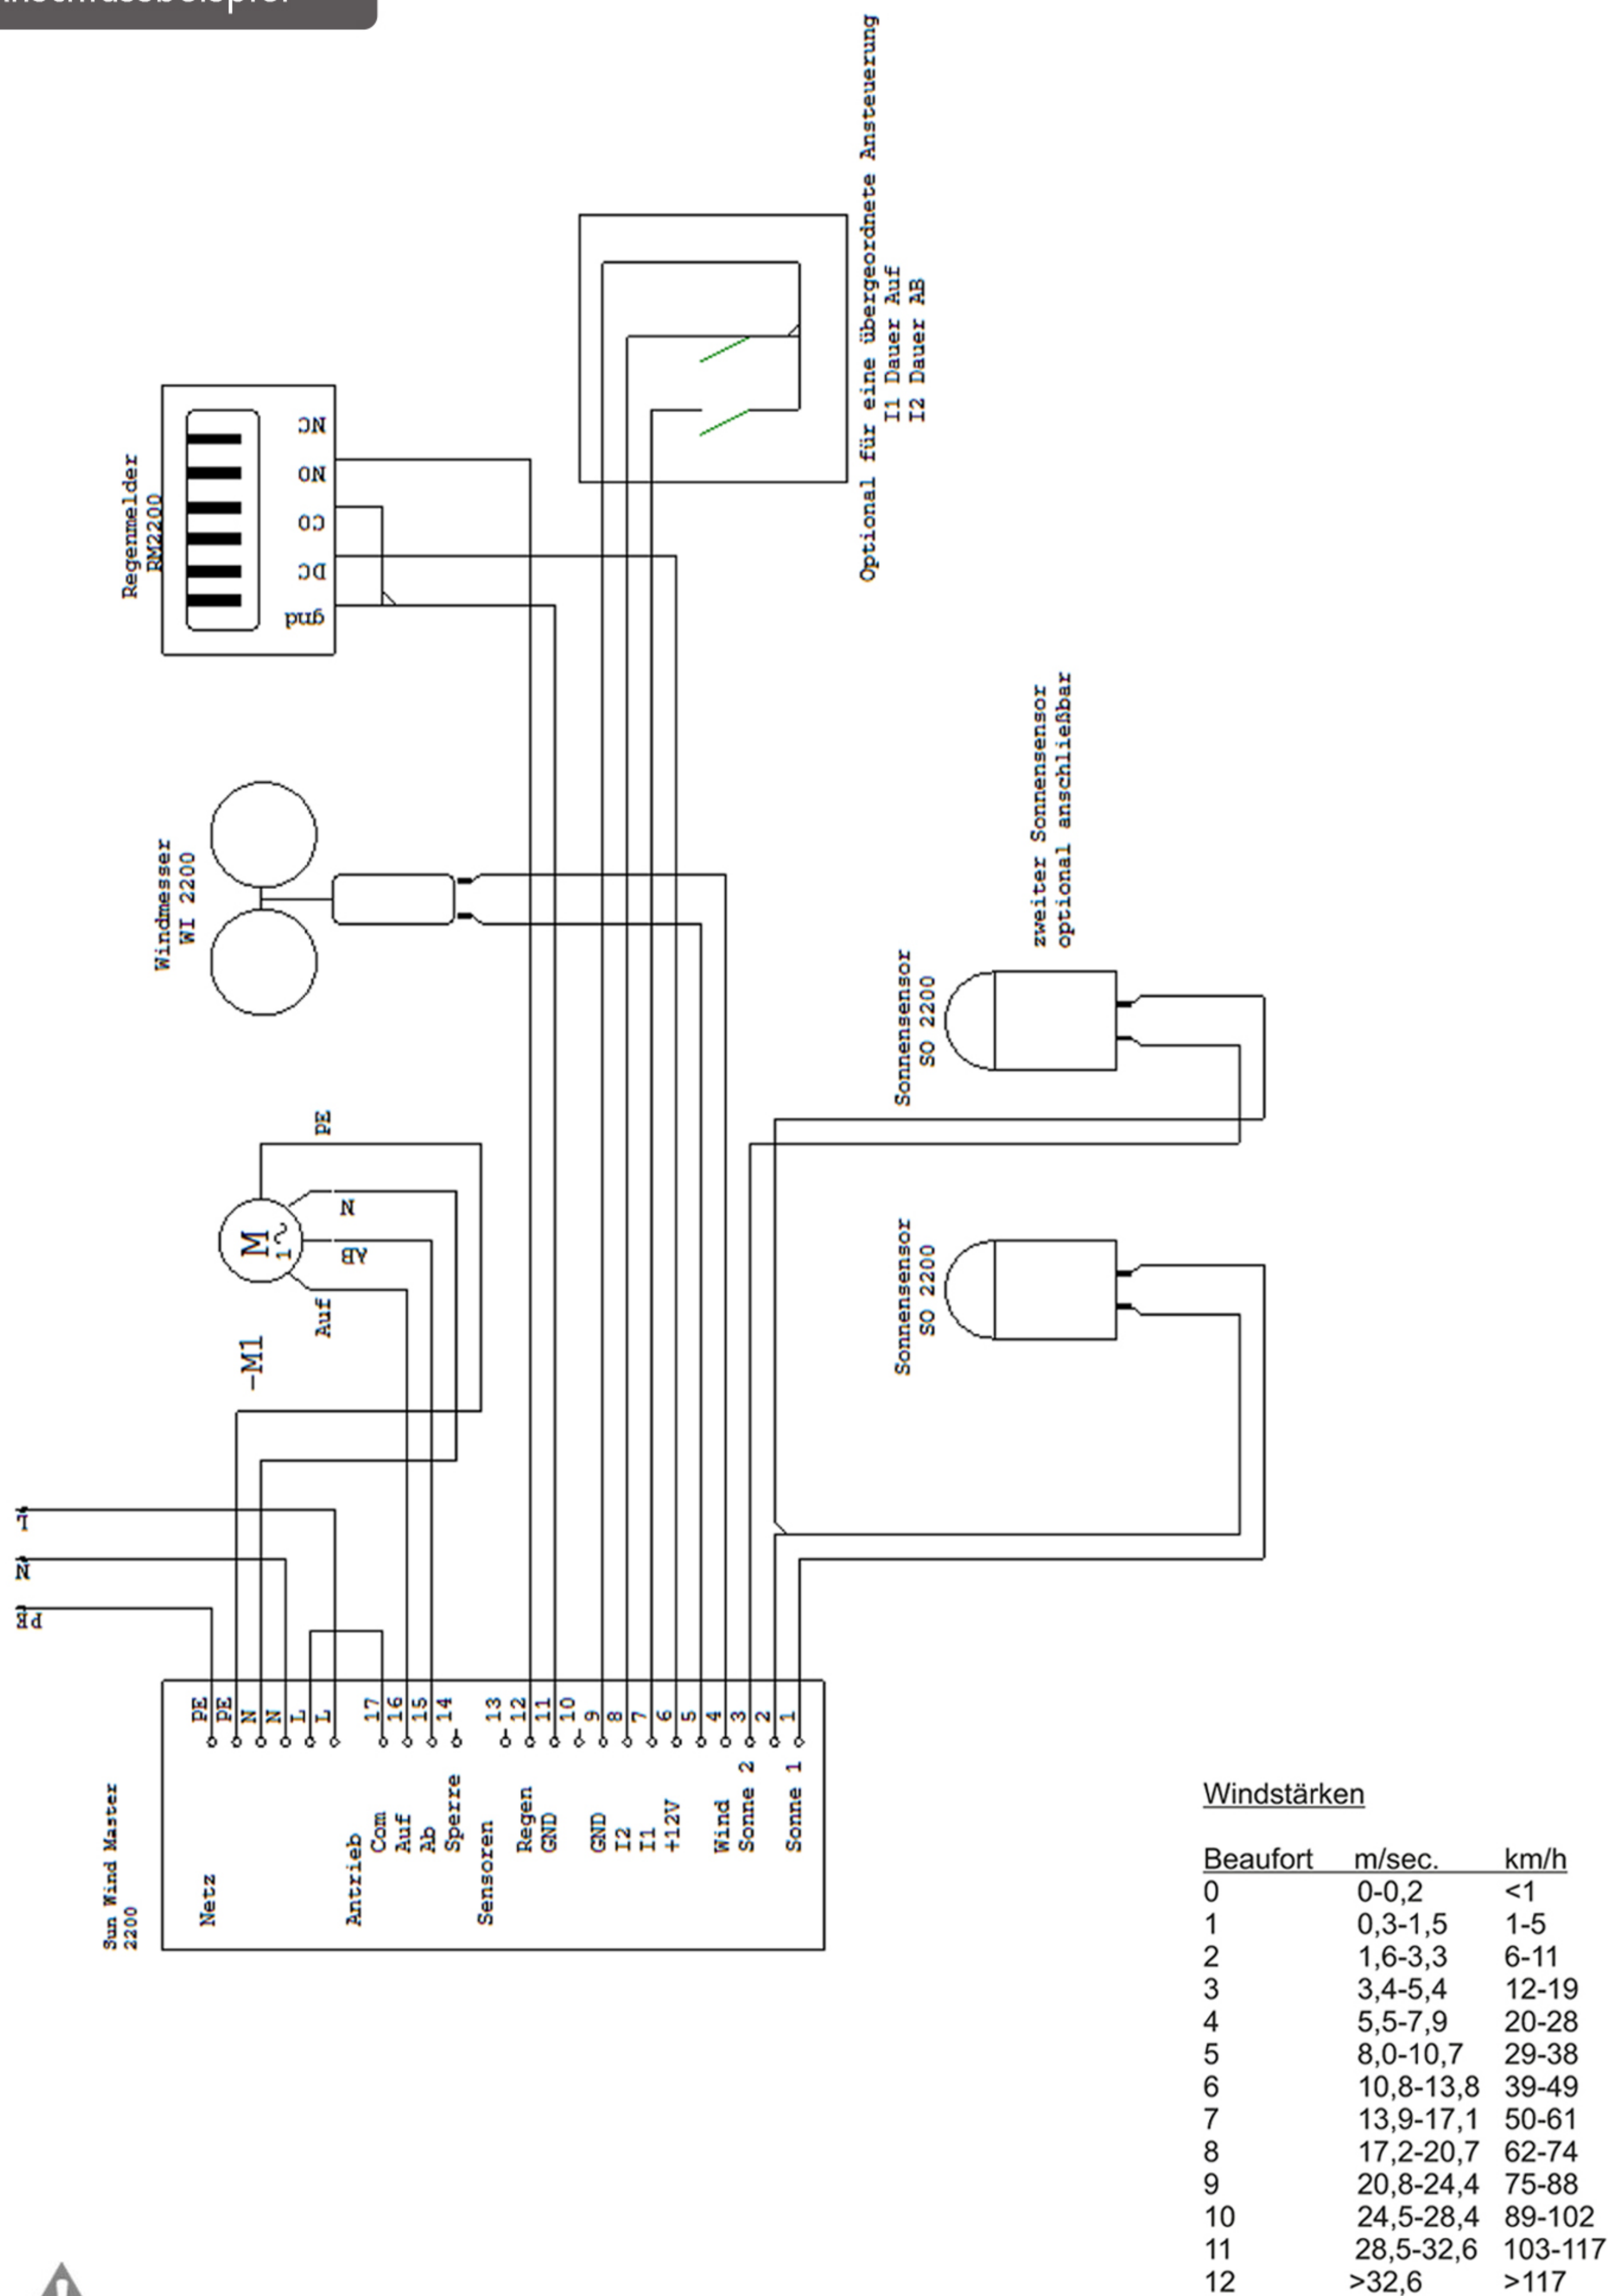 Optional für eine übergeordnete Ansteuerung
I1 Dauer Auf
I2 Dauer AB
Regenmelder
RM2200
NC
NO
CO
DC
gnd
zweiter Sonnensensor
optional anschließbar
Windmesser
WI 2200
Sonnensensor
SO 2200
PE
N
AB
Auf
M
1~
-M1
Sonnensensor
SO 2200
L
N
PE
PE
PE
N
N
L
L
17
16
15
14
13
12
11
10
9
8
7
6
5
4
3
2
1
Sun Wind Master
2200
Netz
Antrieb
Com
Auf
Ab
Sperre
Sensoren
Regen
GND
GND
I2
I1
+12V
Wind
Sonne 2
Sonne 1
Windstärken
Beaufort m/sec. km/h
0 0-0,2 <1
1 0,3-1,5 1-5
2 1,6-3,3 6-11
3 3,4-5,4 12-19
4 5,5-7,9 20-28
5 8,0-10,7 29-38
6 10,8-13,8 39-49
7 13,9-17,1 50-61
8 17,2-20,7 62-74
9 20,8-24,4 75-88
10 24,5-28,4 89-102
11 28,5-32,6 103-117
12 >32,6 >117